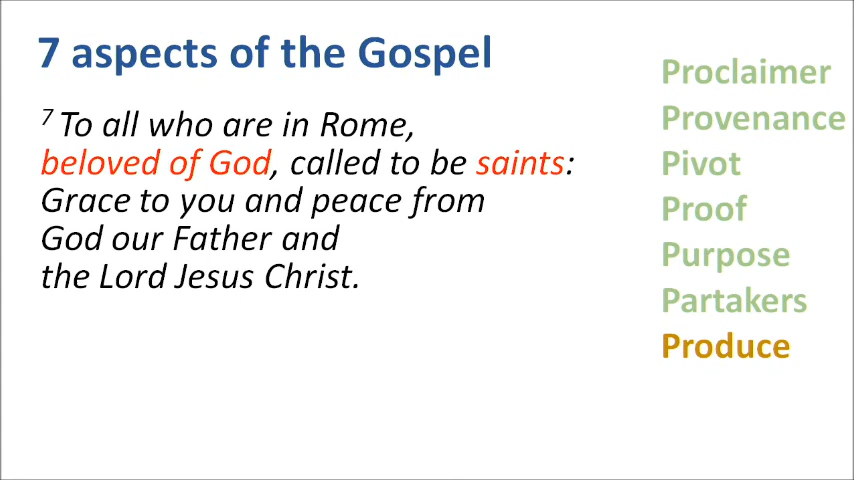 7 aspects of the Gospel
7 To all who are in Rome,
beloved of God, called to be saints:
Grace to you and peace from
God our Father and
the Lord Jesus Christ.
Proclaimer
Provenance
Pivot
Proof
Purpose
Partakers
Produce